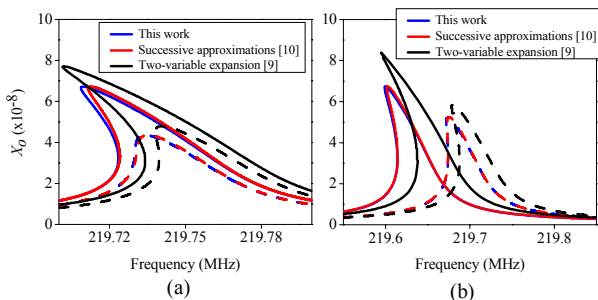 This work
Successive approximations [10]
Two-variable expansion [9]
10
8
6
4
2
0
X₀ (x10⁻⁸)
219.72 219.75 219.78
Frequency (MHz)
(a)
This work
Successive approximations [10]
Two-variable expansion [9]
10
8
6
4
2
0
219.6 219.7 219.8
Frequency (MHz)
(b)